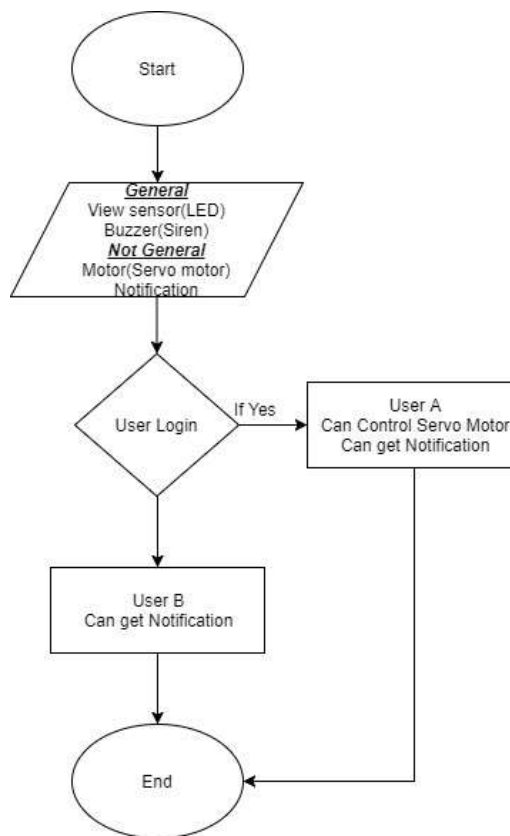 Start
General
View sensor(LED)
Buzzer(Siren)
Not General
Motor(Servo motor)
Notification
User Login
If Yes
User A
Can Control Servo Motor
Can get Notification
User B
Can get Notification
End